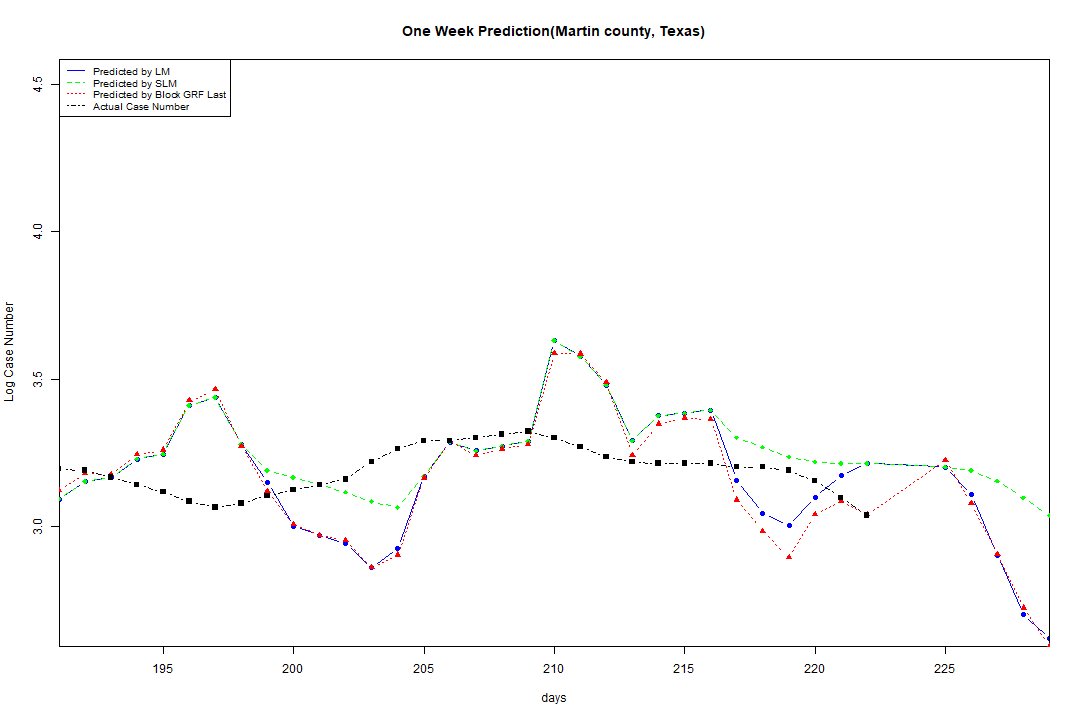 One Week Prediction(Martin county, Texas)
Predicted by LM
Predicted by SLM
Predicted by Block GRF Last
Actual Case Number
4.5
4.0
3.5
3.0
Log Case Number
195 200 205 210 215 220 225
days